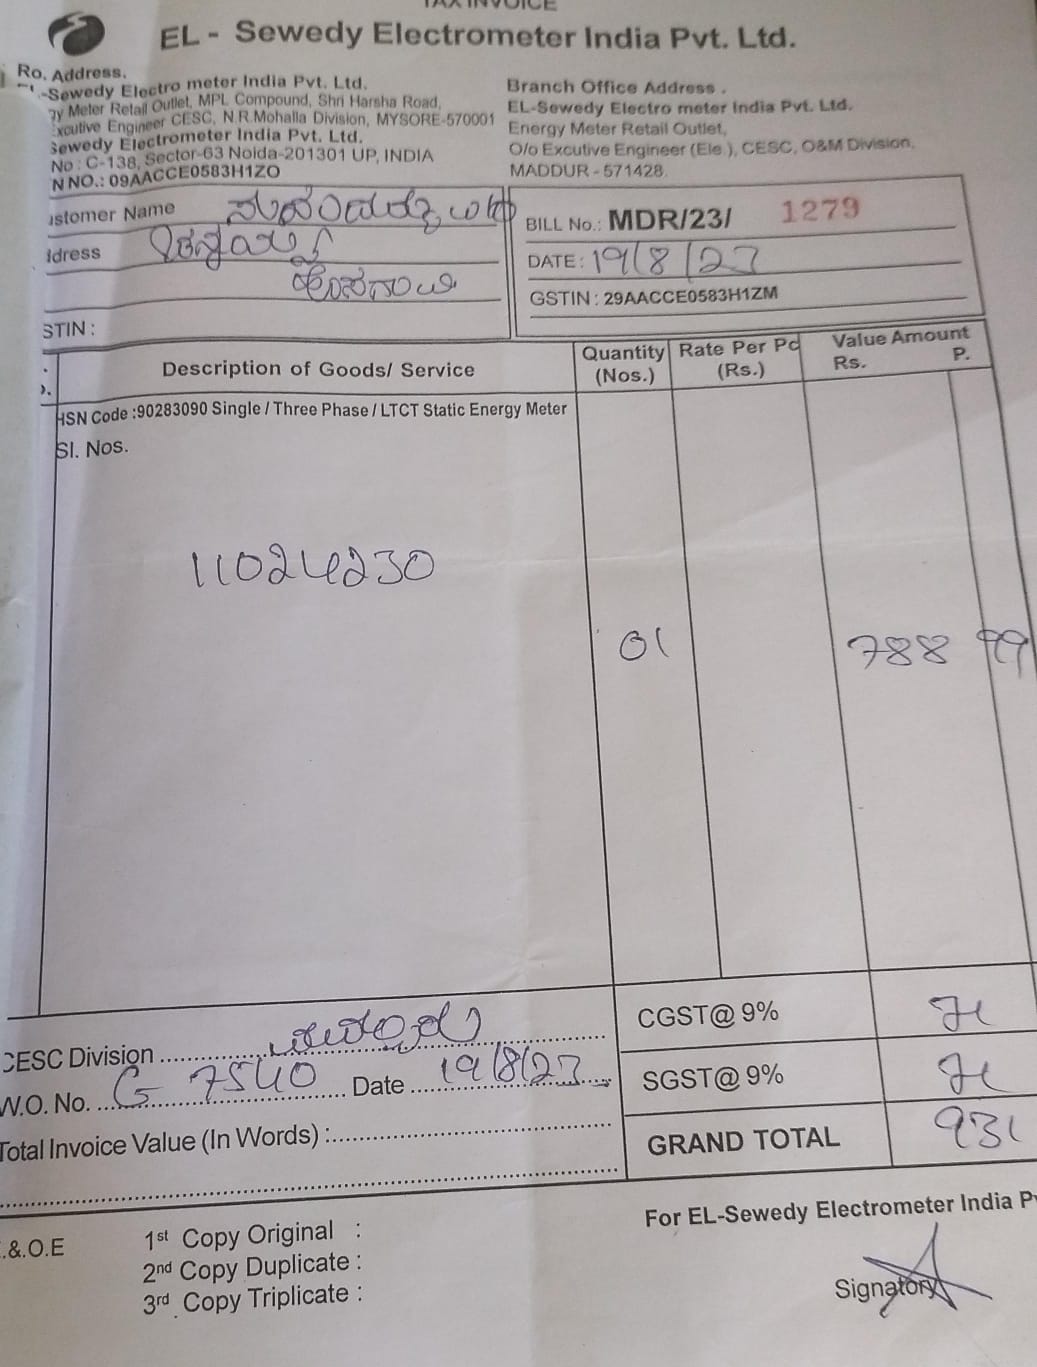 TAX INVOICE
EL - Sewedy Electrometer India Pvt. Ltd.
Ro. Address.
-Sewedy Electro meter India Pvt. Ltd.
Meter Retail Outlet, MPL Compound, Shri Harsha Road,
Engineer CESC, N.R.Mohalla Division, MYSORE-570001
Sewedy Electrometer India Pvt. Ltd.
No : C-138, Sector-63 Noida-201301 UP, INDIA
N NO.: 09AACCE0583H1ZO
Branch Office Address .
EL-Sewedy Electro meter India Pvt. Ltd.
Energy Meter Retail Outlet,
O/o Excutive Engineer (Ele.), CESC, O&M Division,
MADDUR - 571428.
ustomer Name
ddress
STIN :
BILL No.: MDR/23/ 1279
DATE : 19/8/23
GSTIN : 29AACCE0583H1ZM
Description of Goods/ Service
Quantity (Nos.)
Rate Per Pc (Rs.)
Value Amount
Rs. P.
HSN Code :90283090 Single / Three Phase / LTCT Static Energy Meter
Sl. Nos.
11024230
01 788 99
CESC Division
W.O. No. G 7540 Date 19/8/23
Total Invoice Value (In Words) :
CGST@ 9% 71
SGST@ 9% 71
GRAND TOTAL 931
For EL-Sewedy Electrometer India P
.&.O.E
1st Copy Original :
2nd Copy Duplicate :
3rd Copy Triplicate :
Signatory